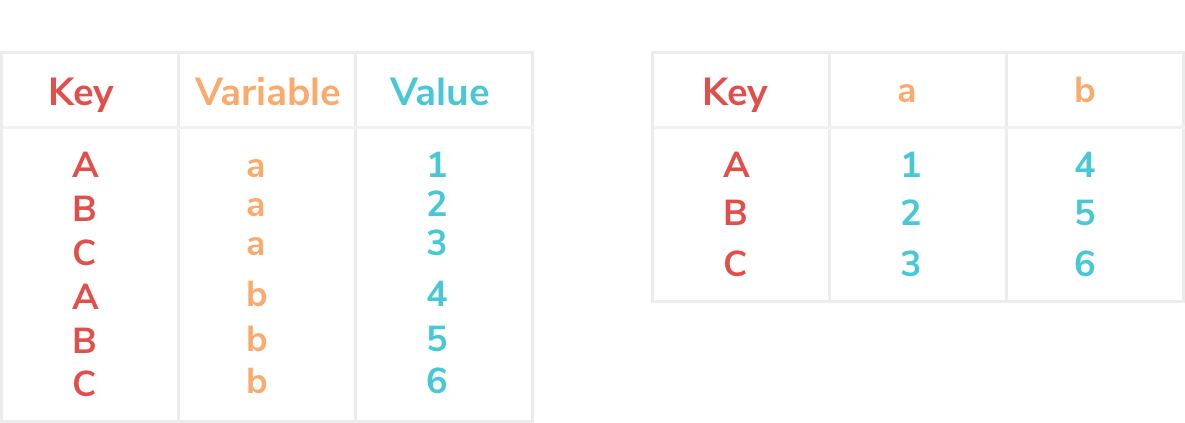 Key Variable Value
A a 1
B a 2
C a 3
A b 4
B b 5
C b 6
Key a b
A 1 4
B 2 5
C 3 6